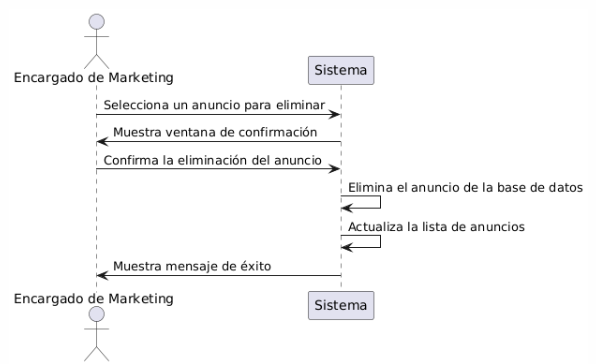 Encargado de Marketing
Sistema
Selecciona un anuncio para eliminar
Muestra ventana de confirmación
Confirma la eliminación del anuncio
Elimina el anuncio de la base de datos
Actualiza la lista de anuncios
Muestra mensaje de éxito
Encargado de Marketing
Sistema